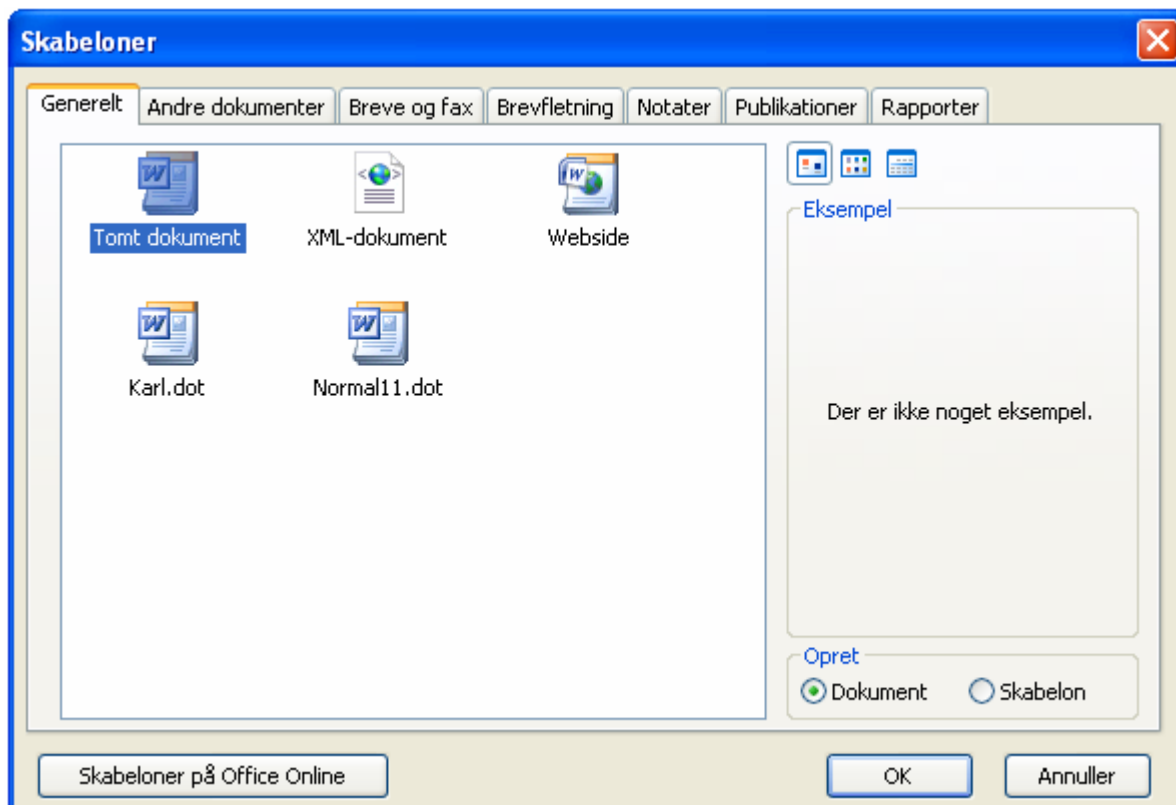 Skabeloner
Generelt Andre dokumenter Breve og fax Brevfletning Notater Publikationer Rapporter
Tomt dokument XML-dokument Webside
Karl.dot Normal11.dot
Eksempel
Der er ikke noget eksempel.
Opret
Dokument Skabelon
Skabeloner på Office Online OK Annuller